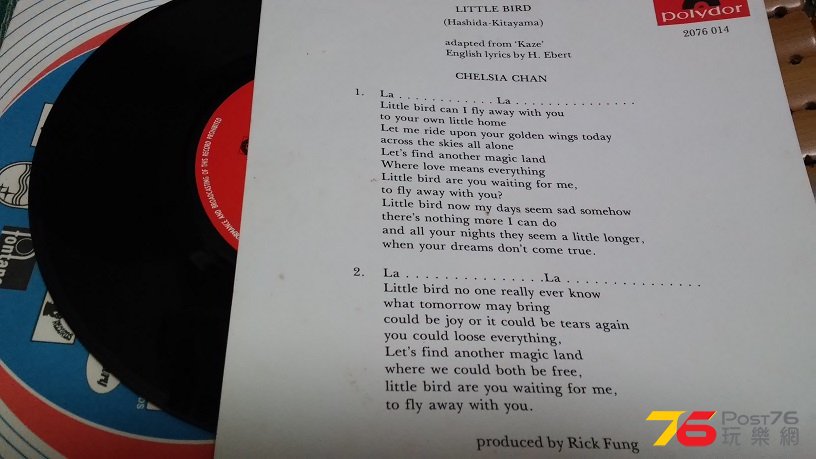 LITTLE BIRD
(Hashida-Kitayama)
adapted from 'Kaze'
English lyrics by H. Ebert
CHELSIA CHAN
polydor
2076 014
1. La . . . . . . . . . . . . La . . . . . . . . . . . . . . .
Little bird can I fly away with you
to your own little home
Let me ride upon your golden wings today
across the skies all alone
Let's find another magic land
Where love means everything
Little bird are you waiting for me,
to fly away with you?
Little bird now my days seem sad somehow
there's nothing more I can do
and all your nights they seem a little longer,
when your dreams don't come true.
2. La . . . . . . . . . . . . . . .La . . . . . . . . . . . . . . .
Little bird no one really ever know
what tomorrow may bring
could be joy or it could be tears again
you could loose everything,
Let's find another magic land
where we could both be free,
little bird are you waiting for me,
to fly away with you.
produced by Rick Fung
AND BROADCASTING OF THIS RECORD PROHIBITED
fontana
76 Post76
玩樂網